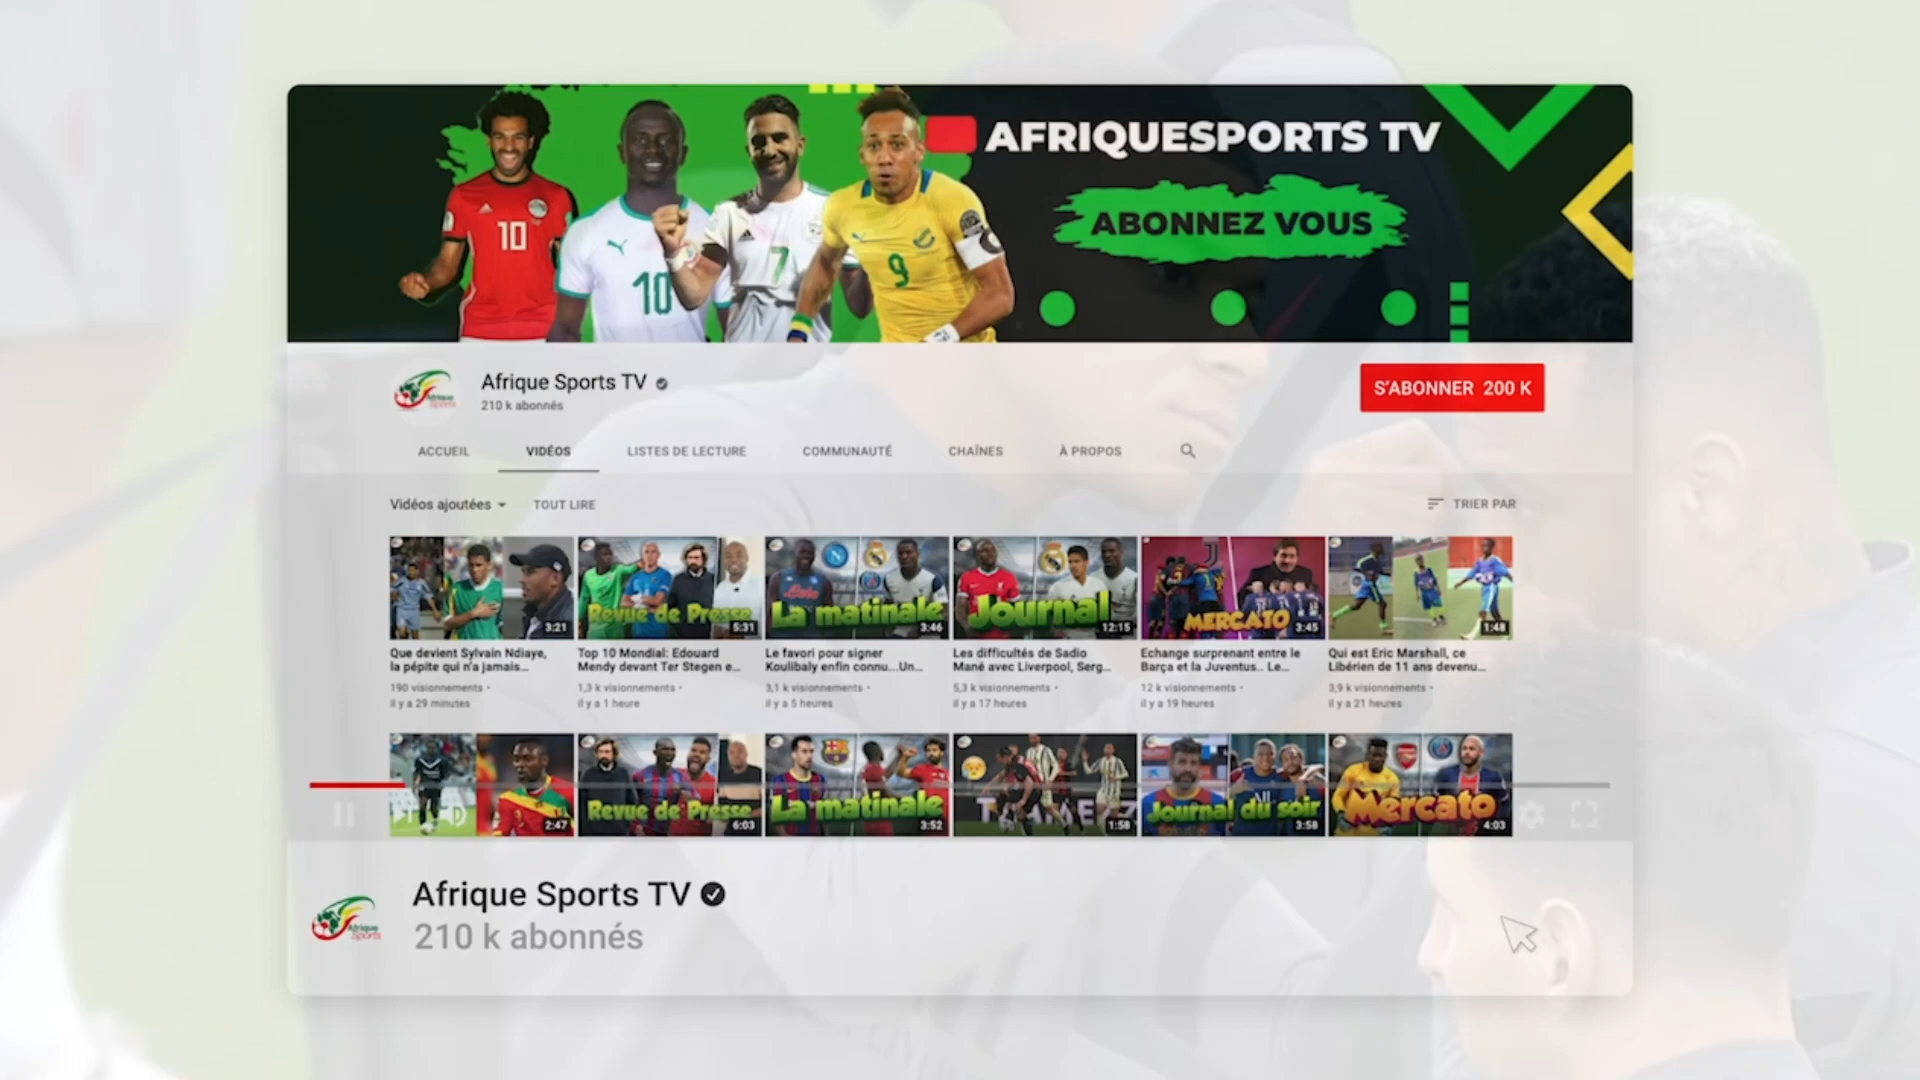 AFRIQUESPORTS TV
ABONNEZ VOUS
10
10
7
9
Afrique Sports
Afrique Sports TV
210 k abonnés
S'ABONNER 200 K
ACCUEIL VIDÉOS LISTES DE LECTURE COMMUNAUTÉ CHAÎNES À PROPOS
Vidéos ajoutées TOUT LIRE TRIER PAR
3:21
Que devient Sylvain Ndiaye,
la pépite qui n'a jamais...
190 visionnements •
il y a 29 minutes
Revue de Presse
5:31
Top 10 Mondial: Edouard
Mendy devant Ter Stegen e...
1,3 k visionnements •
il y a 1 heure
La matinale
3:46
Le favori pour signer
Koulibaly enfin connu...Un...
3,1 k visionnements •
il y a 5 heures
Journal
12:15
Les difficultés de Sadio
Mané avec Liverpool, Serg...
5,3 k visionnements •
il y a 17 heures
MERCATO
3:45
Echange surprenant entre le
Barça et la Juventus.. Le...
12 k visionnements •
il y a 19 heures
1:48
Qui est Eric Marshall, ce
Libérien de 11 ans devenu...
3,9 k visionnements •
il y a 21 heures
2:47
Revue de Presse
6:03
La matinale
3:52
1:58
Journal du soir
3:58
Mercato
4:03
Afrique Sports
Afrique Sports TV
210 k abonnés